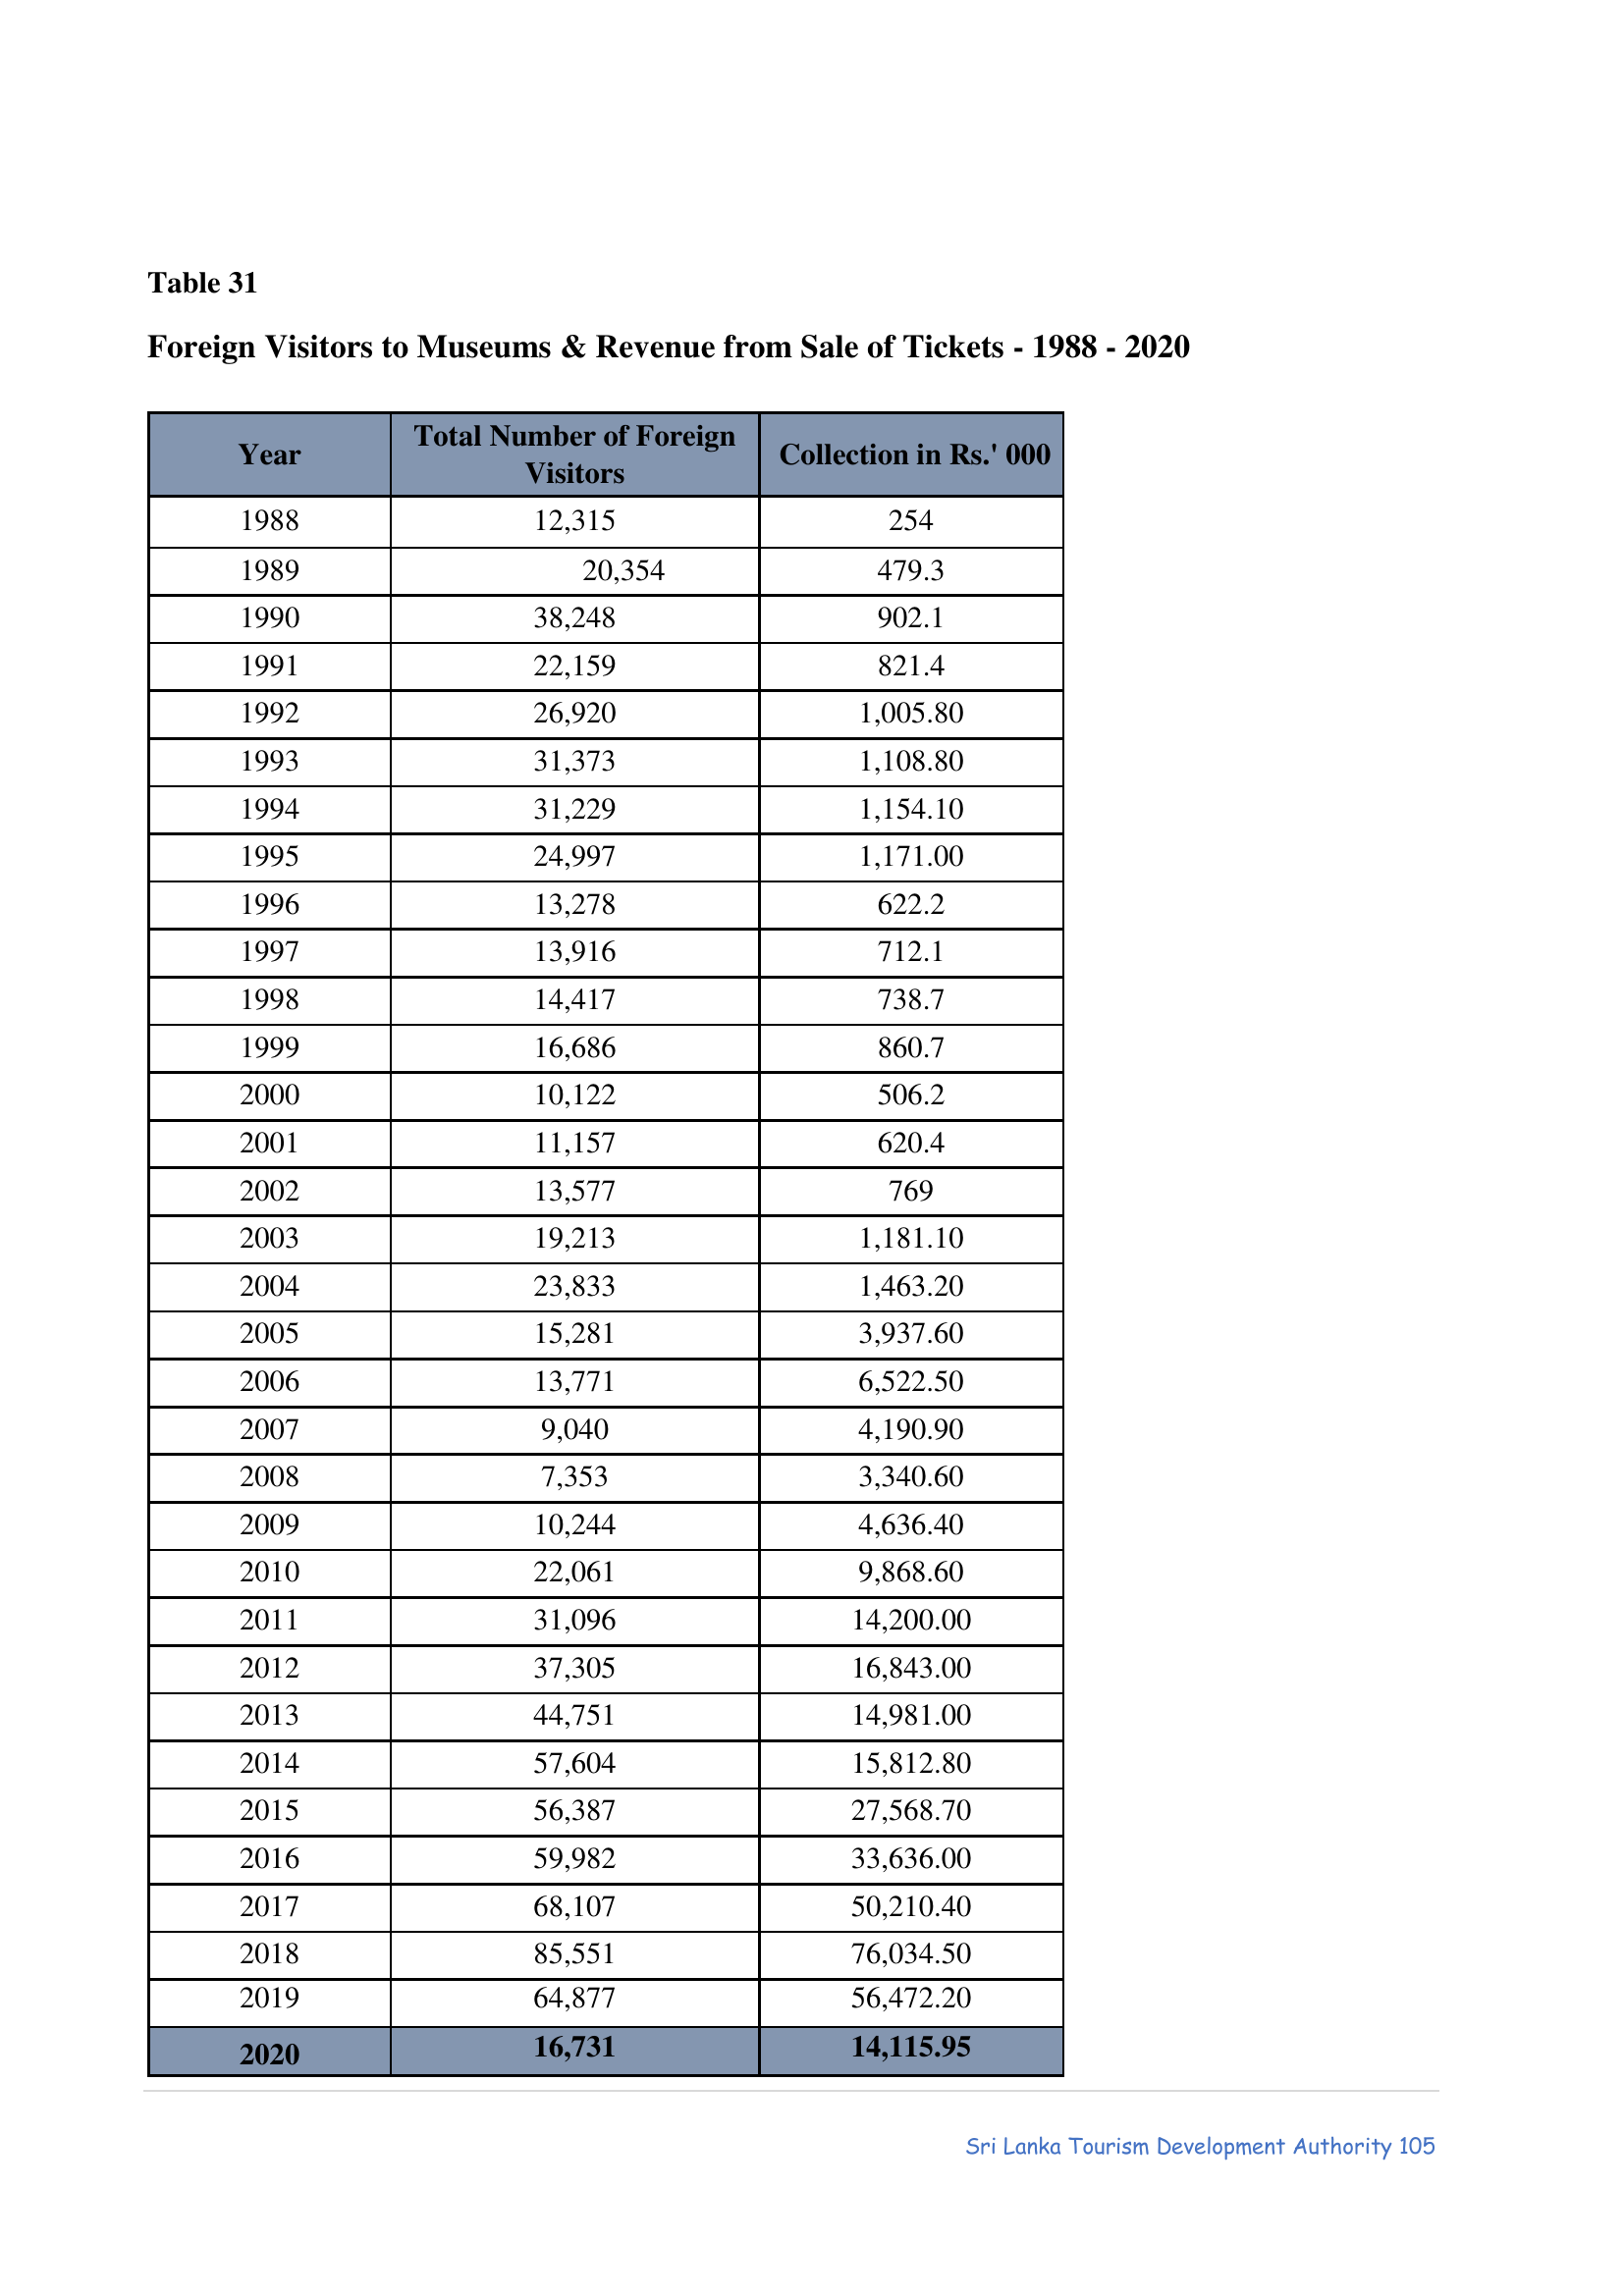 Table 31
Foreign Visitors to Museums & Revenue from Sale of Tickets - 1988 - 2020
Year Total Number of Foreign Visitors Collection in Rs.' 000
1988 12,315 254
1989 20,354 479.3
1990 38,248 902.1
1991 22,159 821.4
1992 26,920 1,005.80
1993 31,373 1,108.80
1994 31,229 1,154.10
1995 24,997 1,171.00
1996 13,278 622.2
1997 13,916 712.1
1998 14,417 738.7
1999 16,686 860.7
2000 10,122 506.2
2001 11,157 620.4
2002 13,577 769
2003 19,213 1,181.10
2004 23,833 1,463.20
2005 15,281 3,937.60
2006 13,771 6,522.50
2007 9,040 4,190.90
2008 7,353 3,340.60
2009 10,244 4,636.40
2010 22,061 9,868.60
2011 31,096 14,200.00
2012 37,305 16,843.00
2013 44,751 14,981.00
2014 57,604 15,812.80
2015 56,387 27,568.70
2016 59,982 33,636.00
2017 68,107 50,210.40
2018 85,551 76,034.50
2019 64,877 56,472.20
2020 16,731 14,115.95
Sri Lanka Tourism Development Authority 105